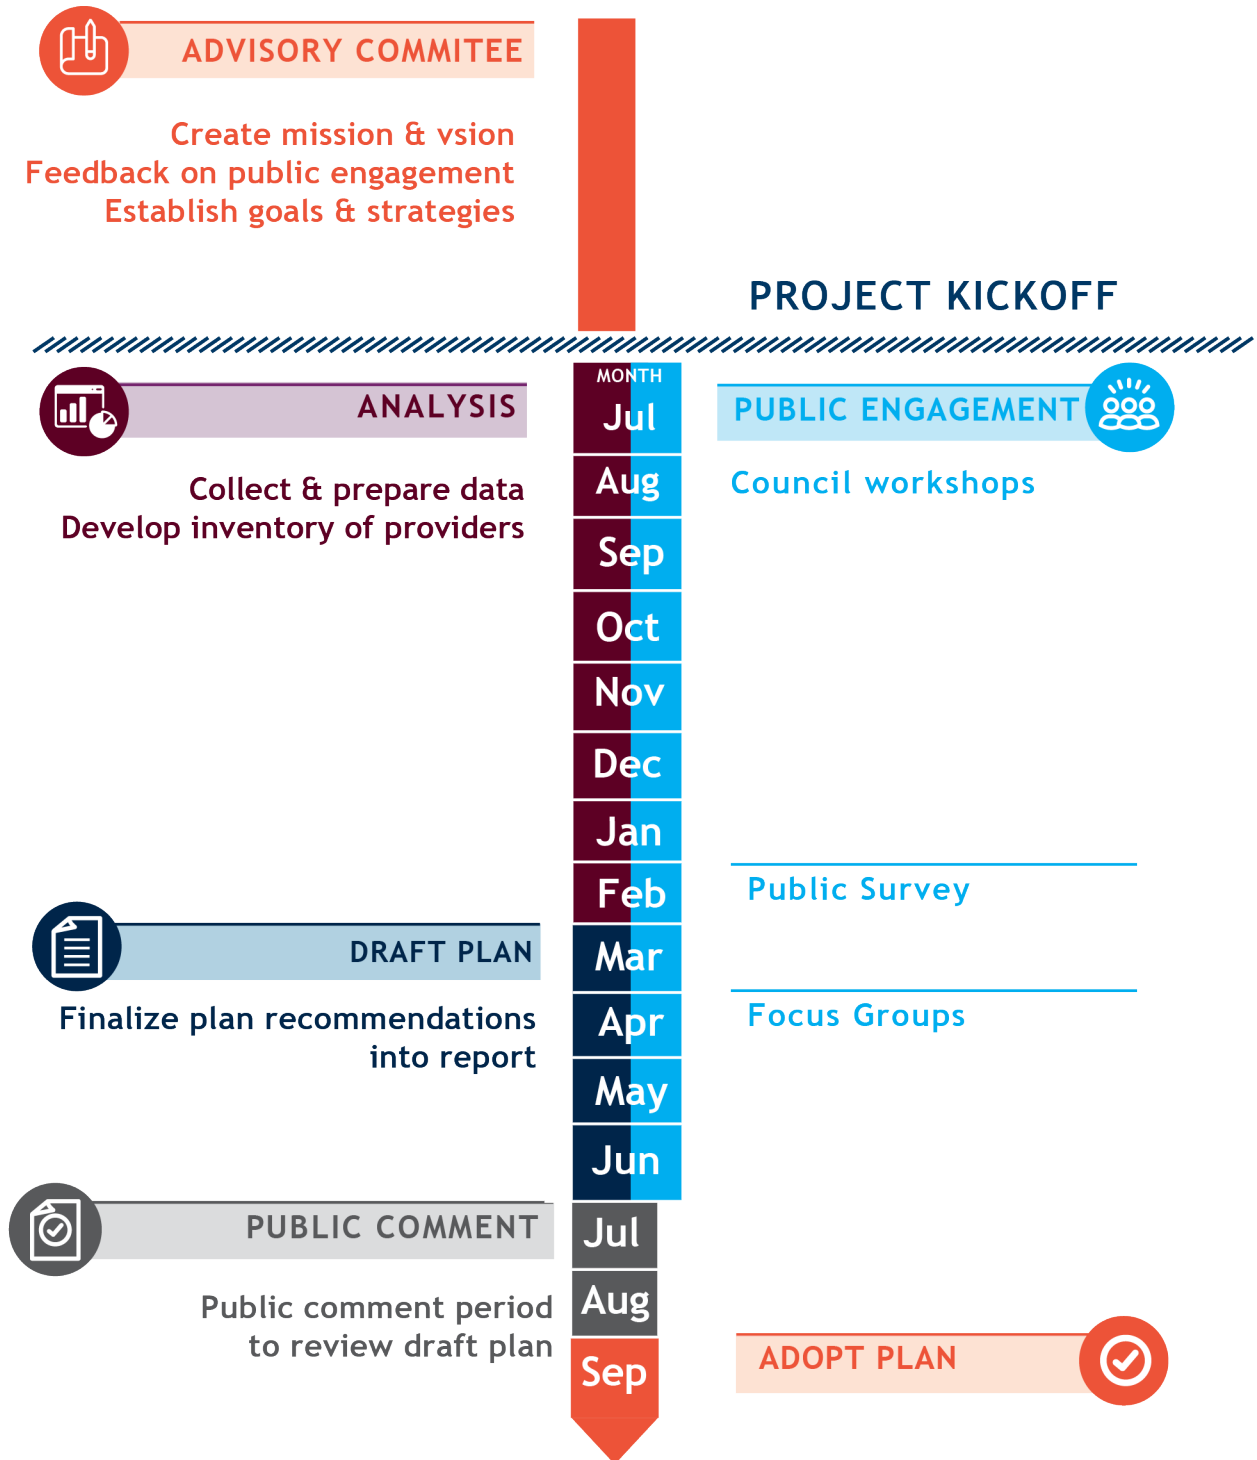 ADVISORY COMMITEE
Create mission & vsion
Feedback on public engagement
Establish goals & strategies
PROJECT KICKOFF
MONTH
Jul
ANALYSIS
PUBLIC ENGAGEMENT
Collect & prepare data
Develop inventory of providers
Aug
Council workshops
Sep
Oct
Nov
Dec
Jan
Feb
Public Survey
DRAFT PLAN
Finalize plan recommendations
into report
Mar
Apr
Focus Groups
May
Jun
PUBLIC COMMENT
Public comment period
to review draft plan
Jul
Aug
Sep
ADOPT PLAN